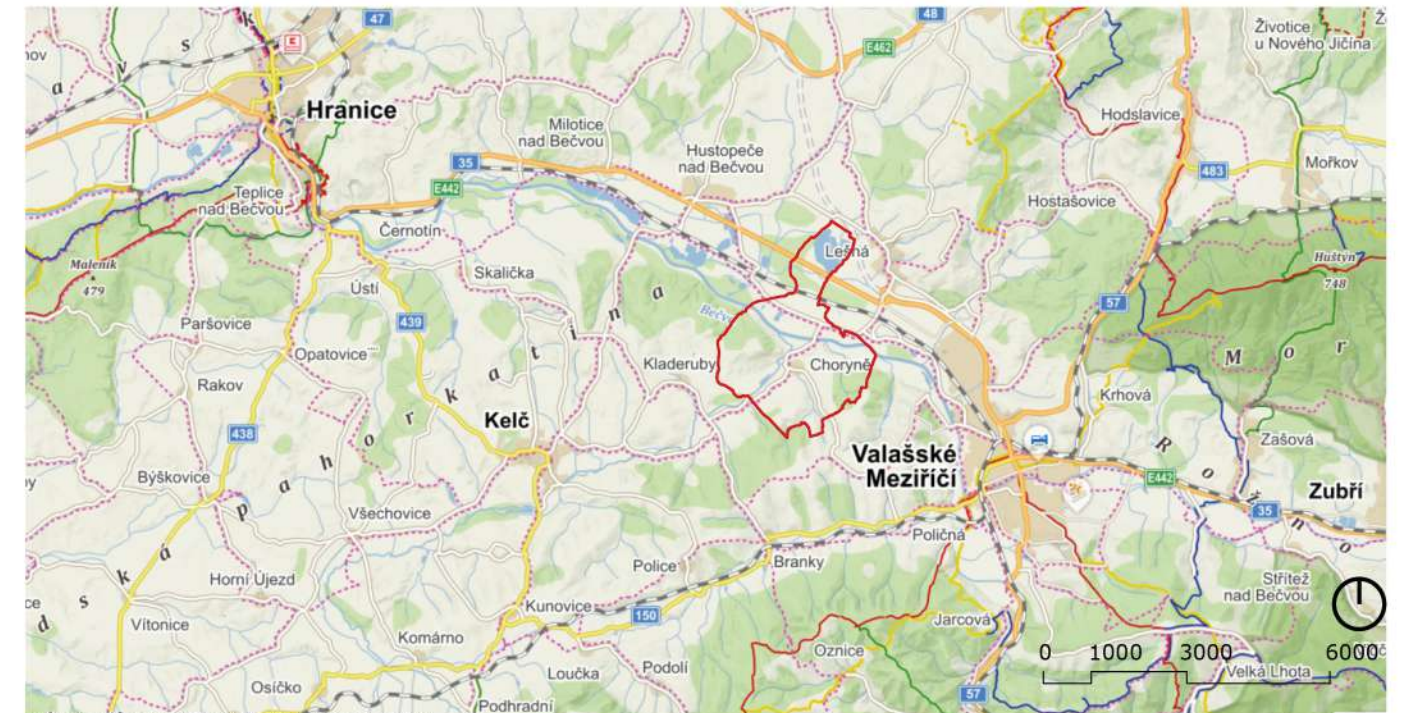 47
48
E462
Životice
u Nového Jičína
Hranice
Hodslavice
Milotice
nad Bečvou
Hustopeče
nad Bečvou
35
Mořkov
483
Teplice
nad Bečvou
E442
Hostašovice
Černotín
Lešná
Maleník
479
Skalička
Huštýn
748
Ústí
57
Bečva
439
Paršovice
Opatovice
Kladeruby
Choryně
M o r
Rakov
Krhová
Kelč
438
Zašová
Valašské
Meziříčí
Býškovice
E442
Zubří
35
R o ž n o
Všechovice
Poličná
d s k á p a h o r k a t i n a
Police
Branky
Horní Újezd
Střítež
nad Bečvou
Kunovice
150
Vítonice
Jarcová
Komárno
Oznice
0 1000 3000 6000
Loučka
Podolí
Velká Lhota
Osíčko
57
Podhradní